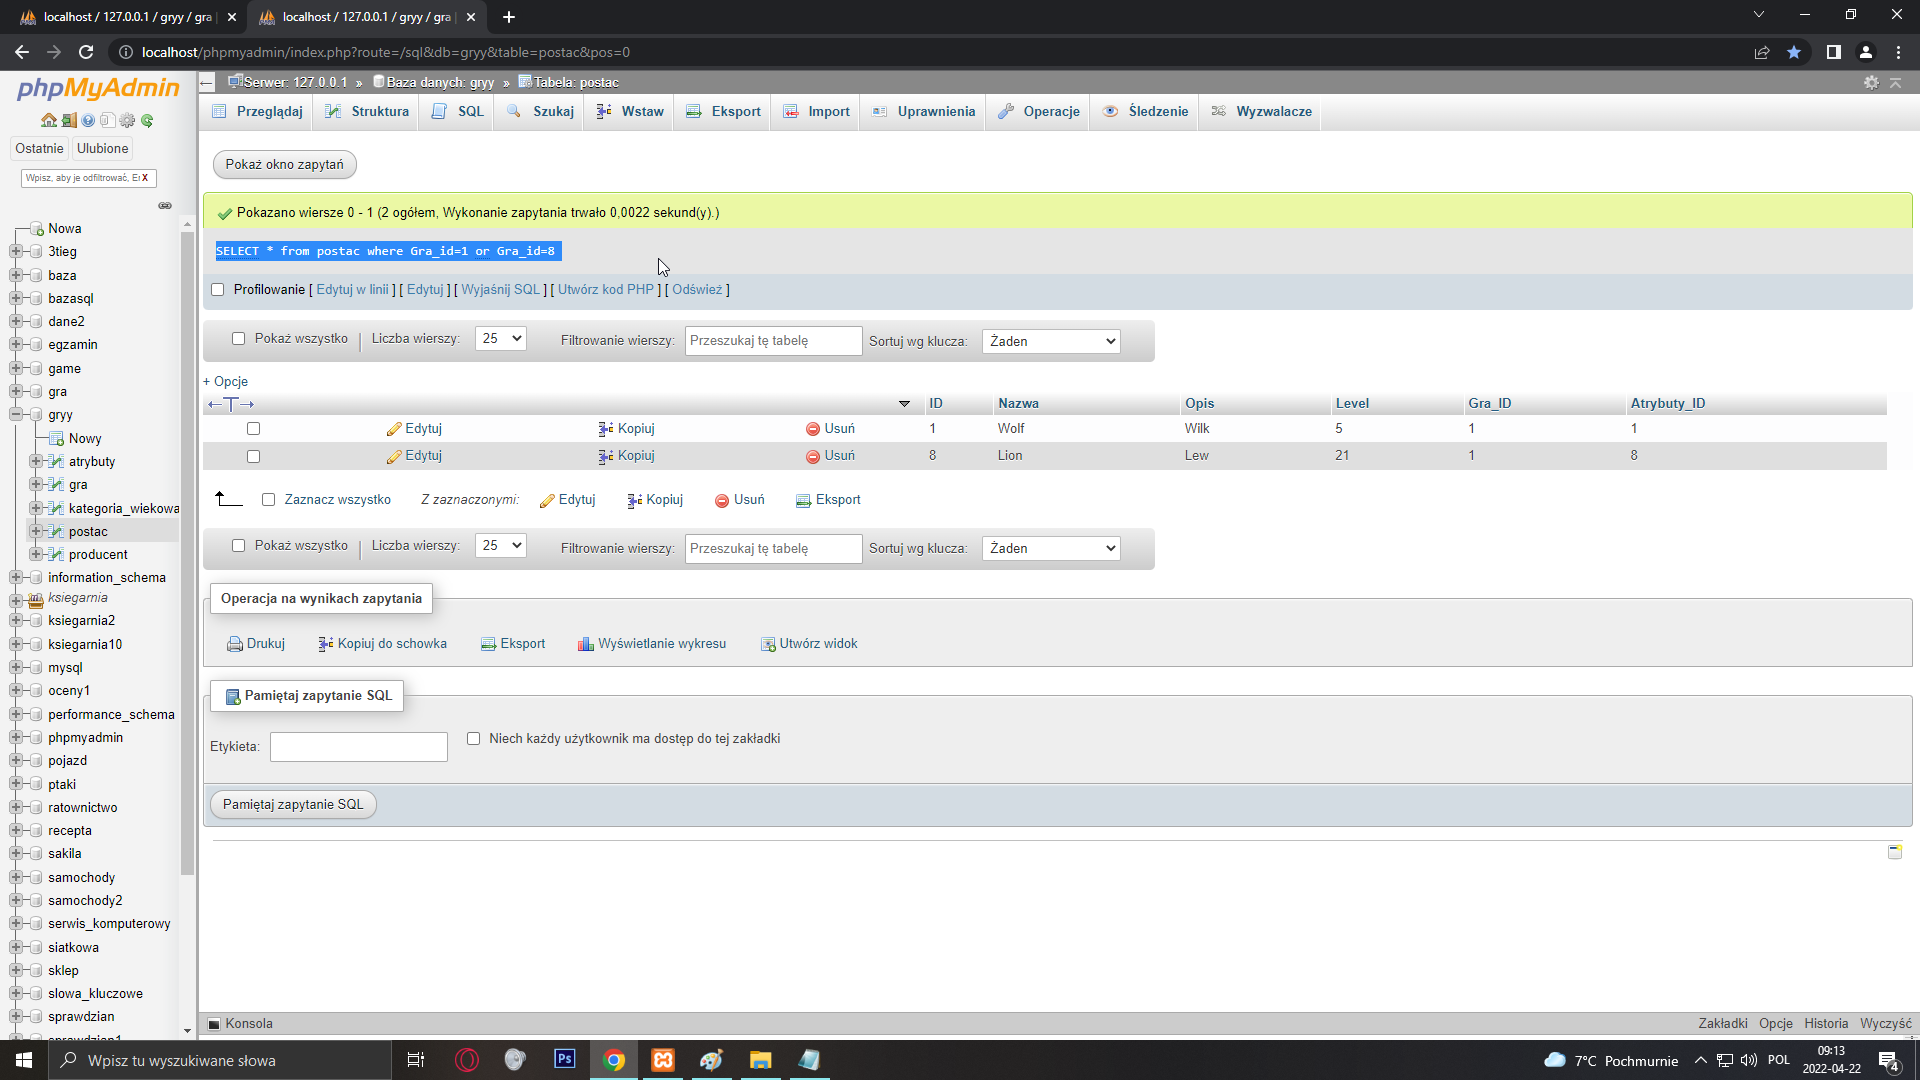 localhost / 127.0.0.1 / gryy / gra
localhost / 127.0.0.1 / gryy / gra
localhost/phpmyadmin/index.php?route=/sql&db=gryy&table=postac&pos=0
phpMyAdmin
Serwer: 127.0.0.1 » Baza danych: gryy » Tabela: postac
Przeglądaj Struktura SQL Szukaj Wstaw Eksport Import Uprawnienia Operacje Śledzenie Wyzwalacze
Ostatnie Ulubione
Wpisz, aby je odfiltrować, Ei X
Nowa
3tieg
baza
bazasql
dane2
egzamin
game
gra
gryy
Nowy
atrybuty
gra
kategoria_wiekowa
postac
producent
information_schema
ksiegarnia
ksiegarnia2
ksiegarnia10
mysql
oceny1
performance_schema
phpmyadmin
pojazd
ptaki
ratownictwo
recepta
sakila
samochody
samochody2
serwis_komputerowy
siatkowa
sklep
slowa_kluczowe
sprawdzian
sprawdzian1
Pokaż okno zapytań
Pokazano wiersze 0 - 1 (2 ogółem, Wykonanie zapytania trwało 0,0022 sekund(y).)
SELECT * from postac where Gra_id=1 or Gra_id=8
Profilowanie [ Edytuj w linii ] [ Edytuj ] [ Wyjaśnij SQL ] [ Utwórz kod PHP ] [ Odśwież ]
Pokaż wszystko | Liczba wierszy: 25 Filtrowanie wierszy: Przeszukaj tę tabelę Sortuj wg klucza: Żaden
+ Opcje
←T→ ID Nazwa Opis Level Gra_ID Atrybuty_ID
Edytuj Kopiuj Usuń 1 Wolf Wilk 5 1 1
Edytuj Kopiuj Usuń 8 Lion Lew 21 1 8
Zaznacz wszystko Z zaznaczonymi: Edytuj Kopiuj Usuń Eksport
Pokaż wszystko | Liczba wierszy: 25 Filtrowanie wierszy: Przeszukaj tę tabelę Sortuj wg klucza: Żaden
Operacja na wynikach zapytania
Drukuj Kopiuj do schowka Eksport Wyświetlanie wykresu Utwórz widok
Pamiętaj zapytanie SQL
Etykieta: Niech każdy użytkownik ma dostęp do tej zakładki
Pamiętaj zapytanie SQL
Konsola Zakładki Opcje Historia Wyczyść
Wpisz tu wyszukiwane słowa
Ps
7°C Pochmurnie POL
09:13
2022-04-22
4